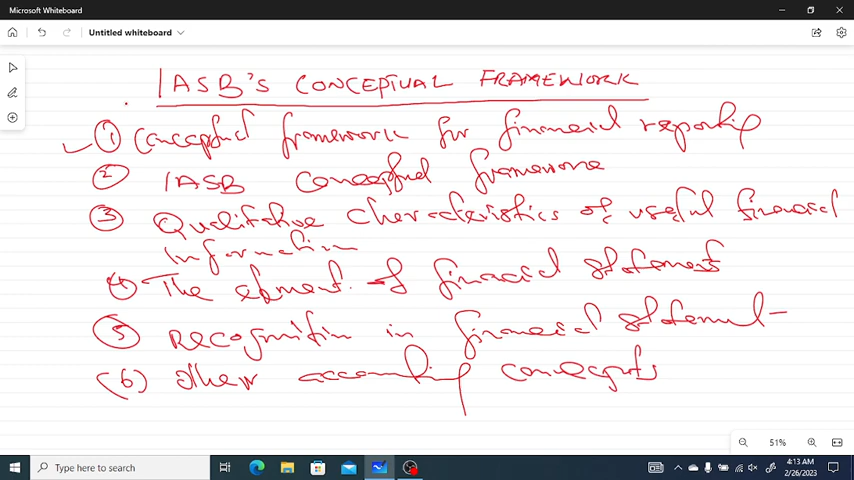 Microsoft Whiteboard
Untitled whiteboard
IASB'S CONCEPTUAL FRAMEWORK
(1) Conceptual framework for financial reporting
(2) IASB Conceptual framework
(3) Qualitative characteristics of useful financial
information
(4) The element of financial statement
(5) Recognition in financial statement
(6) Other accounting concepts
51%
Type here to search
4:13 AM
2/26/2023